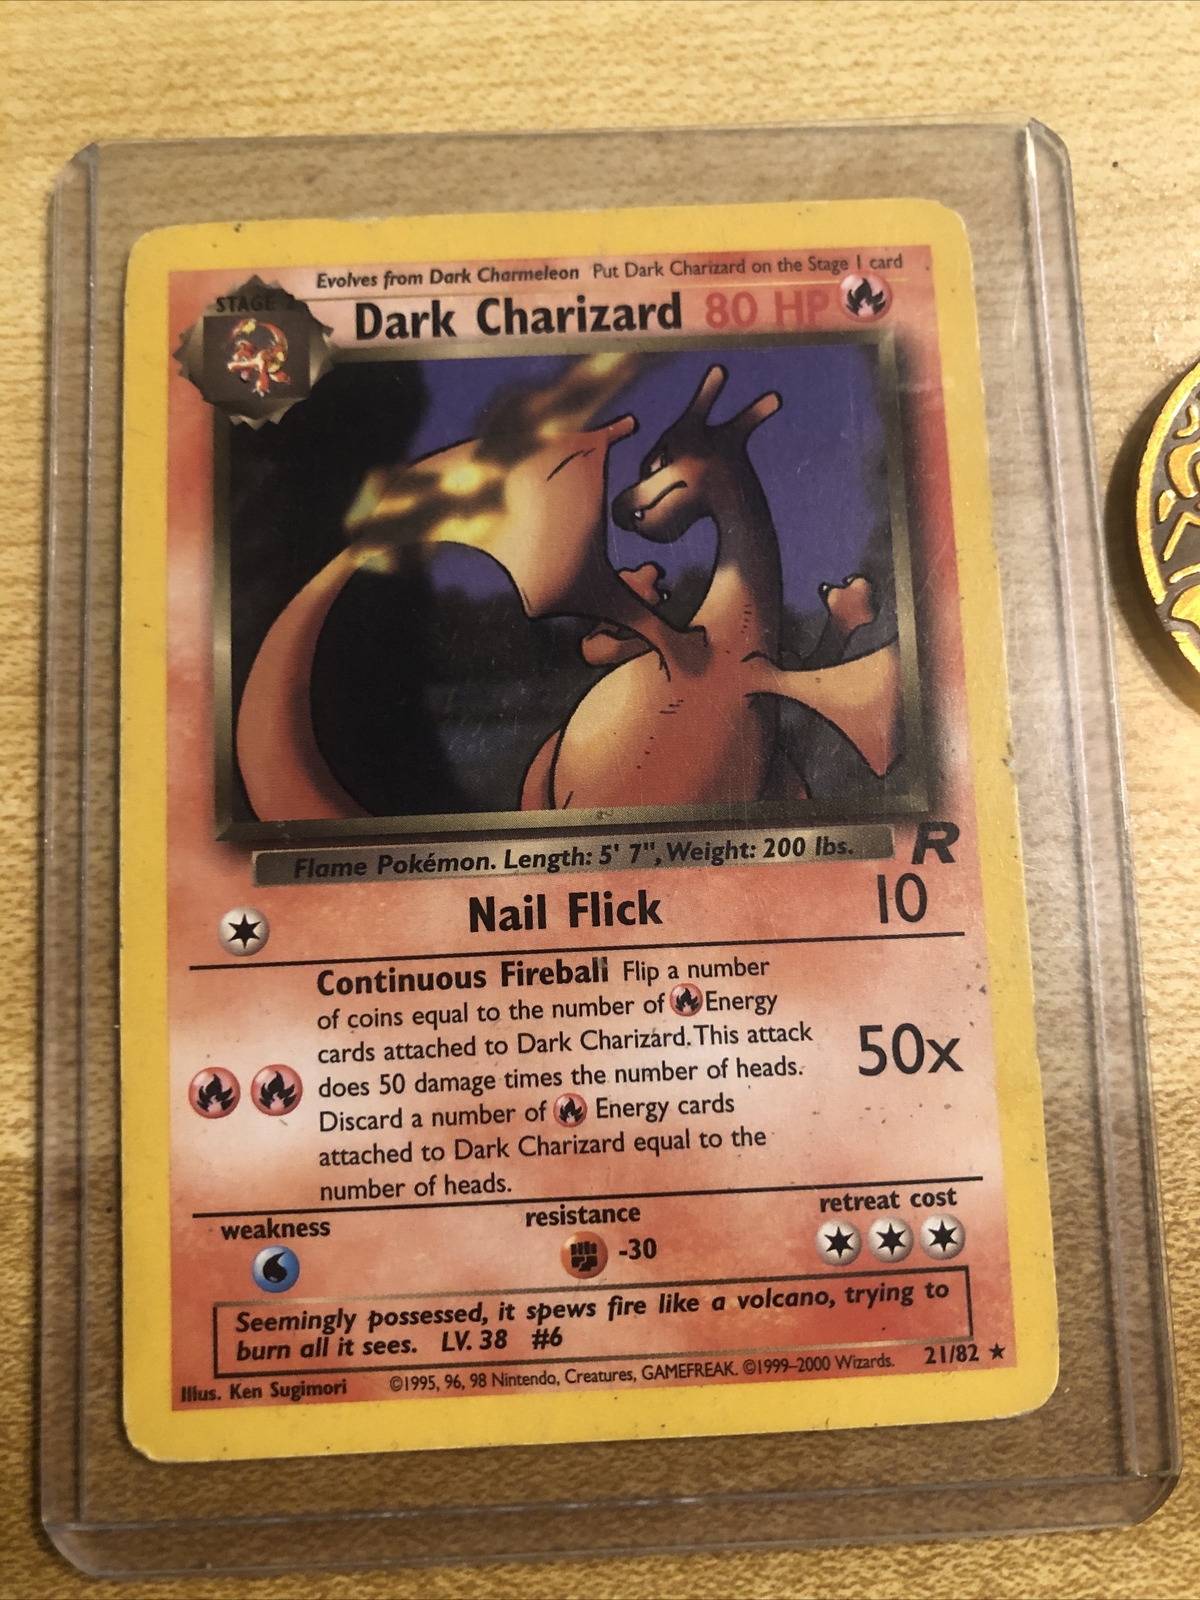 Evolves from Dark Charmeleon Put Dark Charizard on the Stage 1 card
STAGE 2
Dark Charizard 80 HP
Flame Pokémon. Length: 5' 7", Weight: 200 lbs.
R
Nail Flick 10
Continuous Fireball Flip a number
of coins equal to the number of Energy
cards attached to Dark Charizard. This attack
does 50 damage times the number of heads.
Discard a number of Energy cards
attached to Dark Charizard equal to the
number of heads.
50x
weakness resistance retreat cost
-30
Seemingly possessed, it spews fire like a volcano, trying to
burn all it sees. LV. 38 #6
Illus. Ken Sugimori ©1995, 96, 98 Nintendo, Creatures, GAMEFREAK. ©1999–2000 Wizards. 21/82 ★